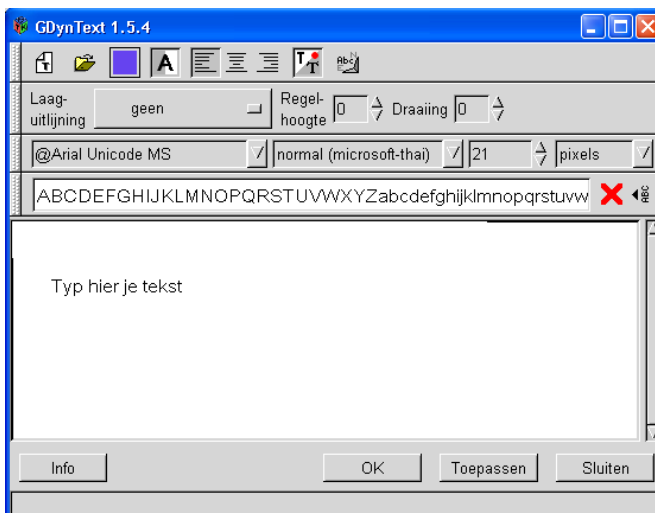 GDynText 1.5.4
Laag-
uitlijning
geen
Regel-
hoogte
0
Draaiing
0
@Arial Unicode MS
normal (microsoft-thai)
21
pixels
ABCDEFGHIJKLMNOPQRSTUVWXYZabcdefghijklmnopqrstuvw
Typ hier je tekst
Info
OK
Toepassen
Sluiten